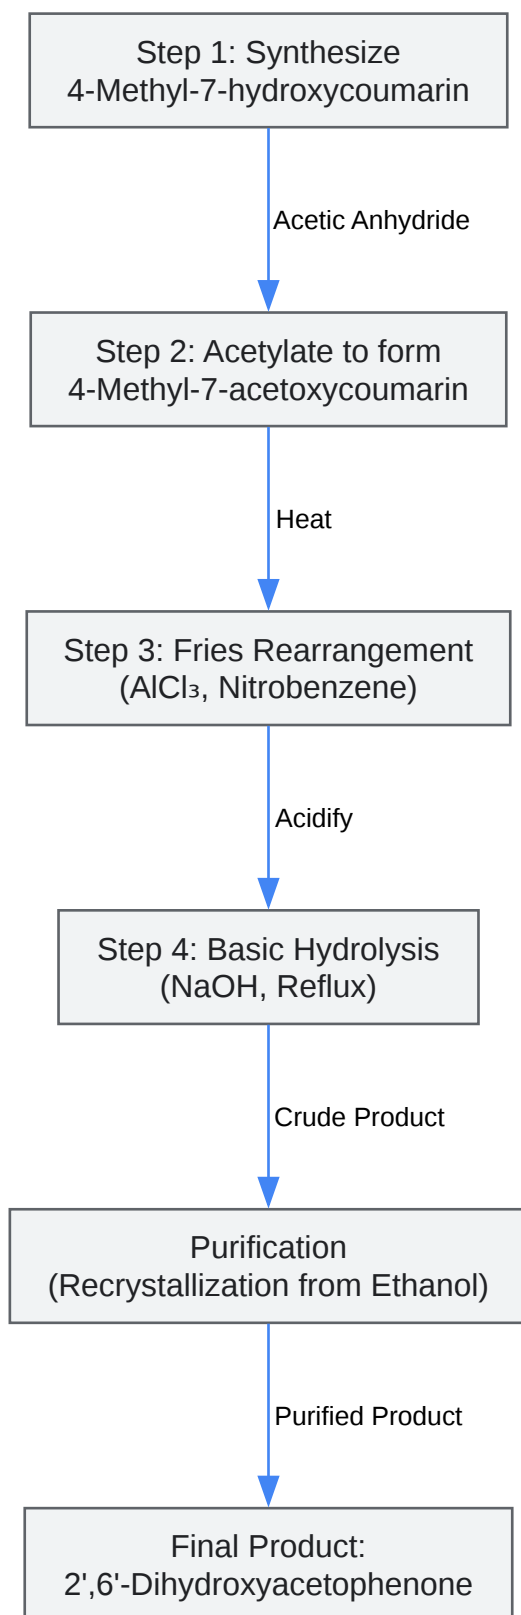 Step 1: Synthesize
4-Methyl-7-hydroxycoumarin
Acetic Anhydride
Step 2: Acetylate to form
4-Methyl-7-acetoxycoumarin
Heat
Step 3: Fries Rearrangement
(AlCl₃, Nitrobenzene)
Acidify
Step 4: Basic Hydrolysis
(NaOH, Reflux)
Crude Product
Purification
(Recrystallization from Ethanol)
Purified Product
Final Product:
2',6'-Dihydroxyacetophenone